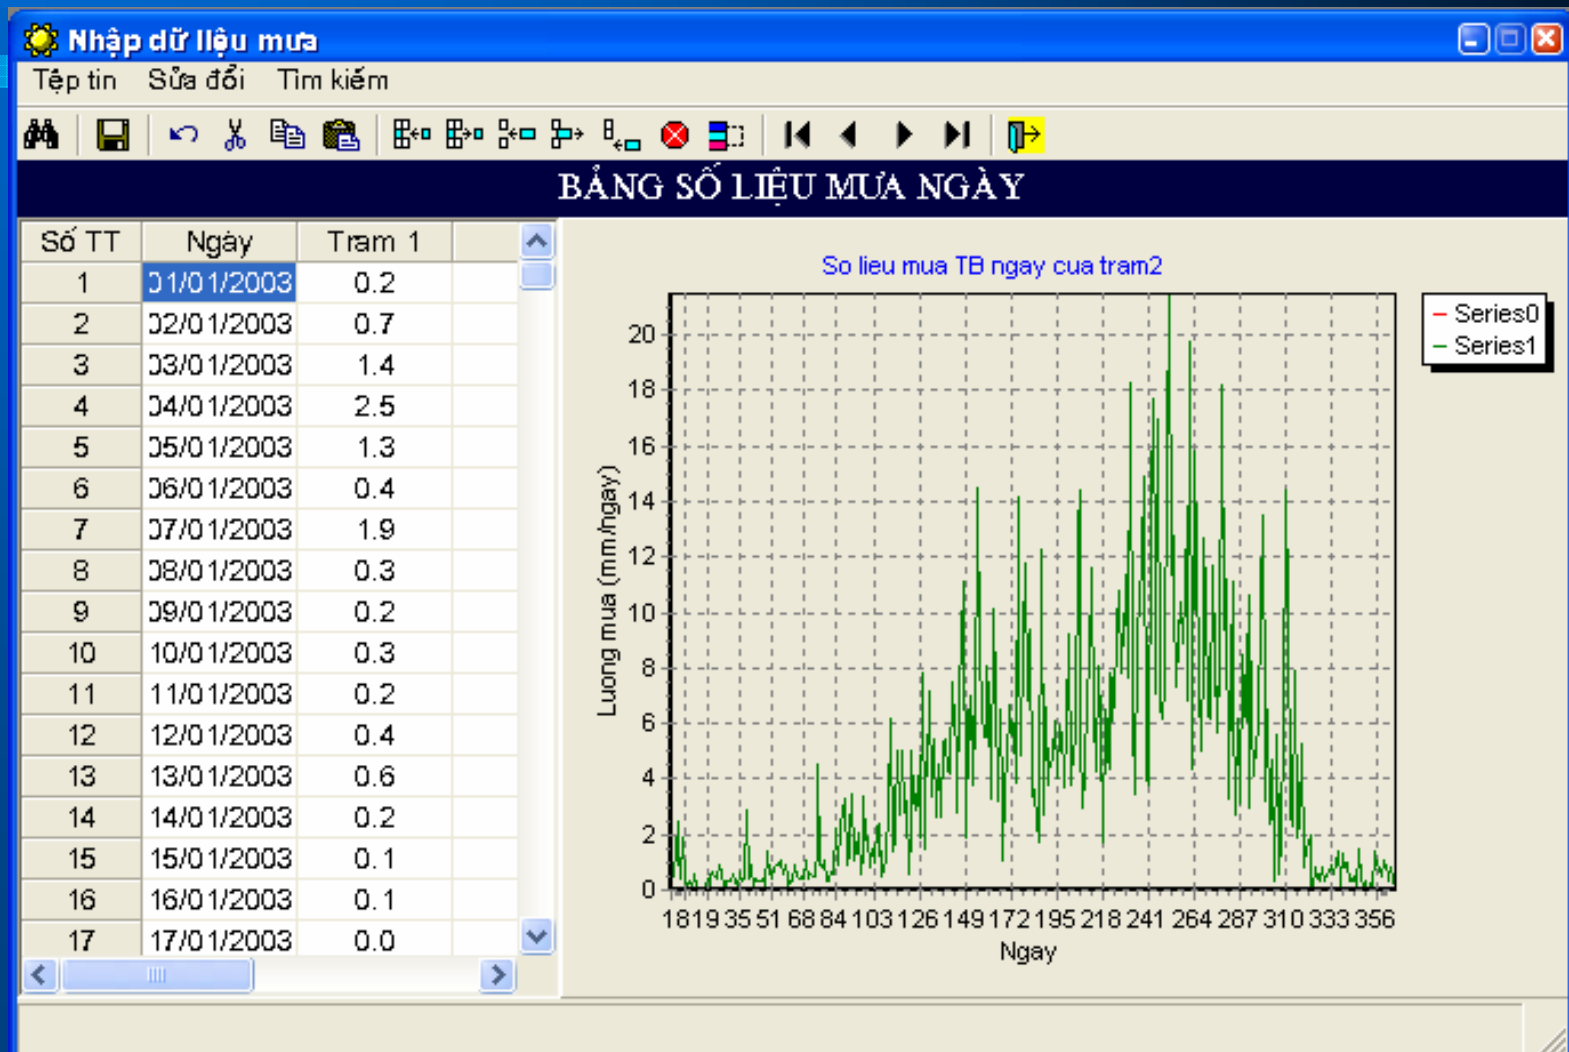 Nhập dữ liệu mưa
Tệp tin Sửa đổi Tìm kiếm
BẢNG SỐ LIỆU MƯA NGÀY
Số TT Ngày Tram 1
1 01/01/2003 0.2
2 02/01/2003 0.7
3 03/01/2003 1.4
4 04/01/2003 2.5
5 05/01/2003 1.3
6 06/01/2003 0.4
7 07/01/2003 1.9
8 08/01/2003 0.3
9 09/01/2003 0.2
10 10/01/2003 0.3
11 11/01/2003 0.2
12 12/01/2003 0.4
13 13/01/2003 0.6
14 14/01/2003 0.2
15 15/01/2003 0.1
16 16/01/2003 0.1
17 17/01/2003 0.0
So lieu mua TB ngay cua tram2
Series0
Series1
Luong mua (mm/ngay)
20
18
16
14
12
10
8
6
4
2
0
1819 35 51 68 84 103 126 149 172 195 218 241 264 287 310 333 356
Ngay